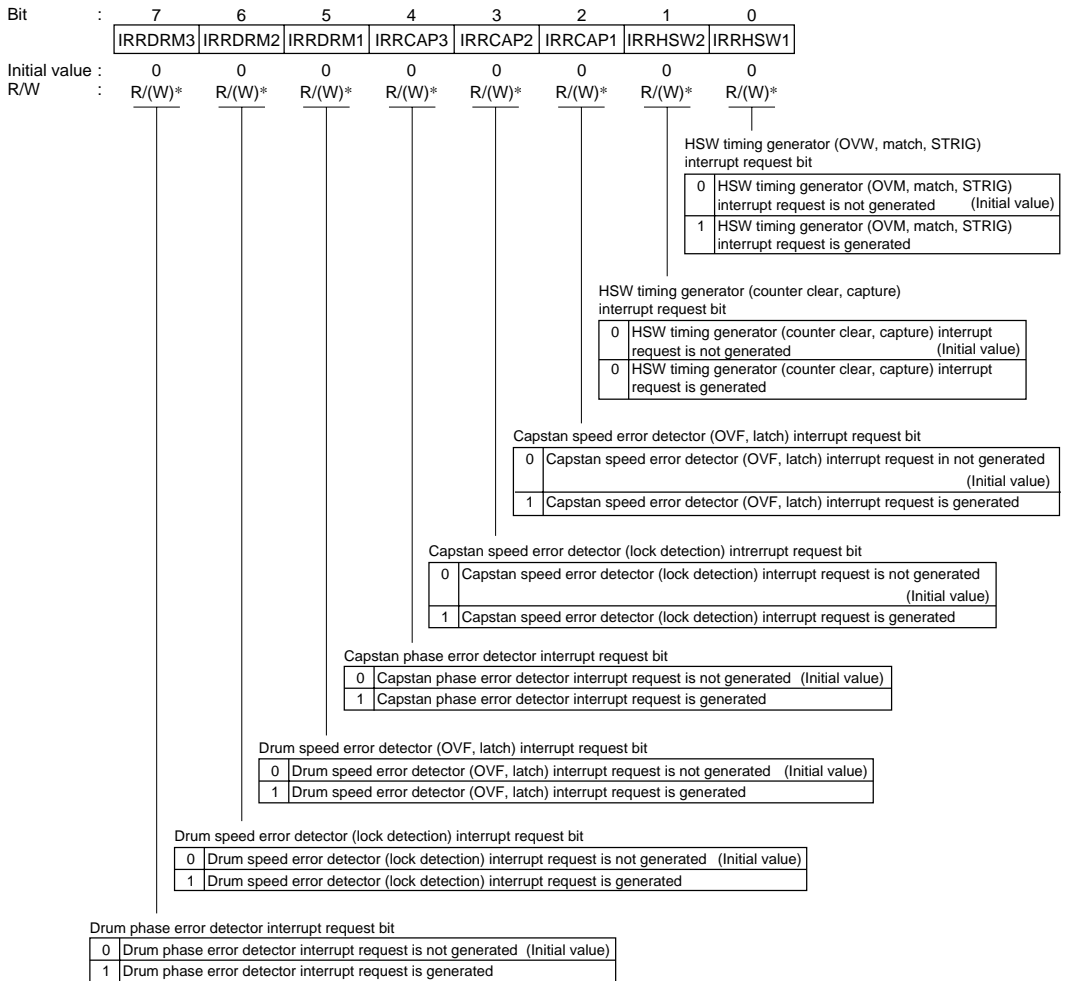 Bit : 7 6 5 4 3 2 1 0
IRRDRM3 IRRDRM2 IRRDRM1 IRRCAP3 IRRCAP2 IRRCAP1 IRRHSW2 IRRHSW1
Initial value : 0 0 0 0 0 0 0 0
R/W : R/(W)* R/(W)* R/(W)* R/(W)* R/(W)* R/(W)* R/(W)* R/(W)*
HSW timing generator (OVW, match, STRIG)
interrupt request bit
0 HSW timing generator (OVM, match, STRIG)
interrupt request is not generated (Initial value)
1 HSW timing generator (OVM, match, STRIG)
interrupt request is generated
HSW timing generator (counter clear, capture)
interrupt request bit
0 HSW timing generator (counter clear, capture) interrupt
request is not generated (Initial value)
0 HSW timing generator (counter clear, capture) interrupt
request is generated
Capstan speed error detector (OVF, latch) interrupt request bit
0 Capstan speed error detector (OVF, latch) interrupt request in not generated
(Initial value)
1 Capstan speed error detector (OVF, latch) interrupt request is generated
Capstan speed error detector (lock detection) intrerrupt request bit
0 Capstan speed error detector (lock detection) interrupt request is not generated
(Initial value)
1 Capstan speed error detector (lock detection) interrupt request is generated
Capstan phase error detector interrupt request bit
0 Capstan phase error detector interrupt request is not generated (Initial value)
1 Capstan phase error detector interrupt request is generated
Drum speed error detector (OVF, latch) interrupt request bit
0 Drum speed error detector (OVF, latch) interrupt request is not generated (Initial value)
1 Drum speed error detector (OVF, latch) interrupt request is generated
Drum speed error detector (lock detection) interrupt request bit
0 Drum speed error detector (lock detection) interrupt request is not generated (Initial value)
1 Drum speed error detector (lock detection) interrupt request is generated
Drum phase error detector interrupt request bit
0 Drum phase error detector interrupt request is not generated (Initial value)
1 Drum phase error detector interrupt request is generated